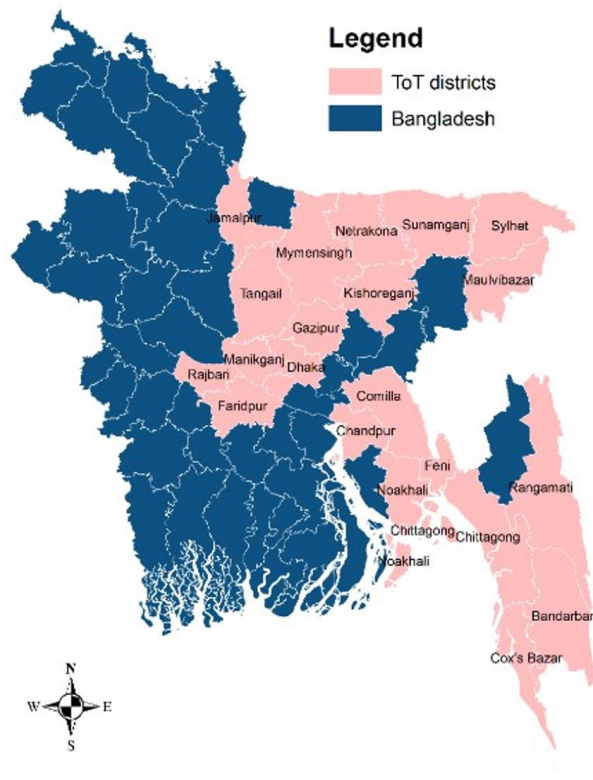 Legend
ToT districts
Bangladesh
Jamalpur
Netrakona
Sunamganj
Sylhet
Mymensingh
Maulvibazar
Tangail
Kishoreganj
Gazipur
Manikganj
Dhaka
Rajbari
Faridpur
Comilla
Chandpur
Feni
Noakhali
Rangamati
Chittagong
Chittagong
Noakhali
Bandarban
Cox's Bazar
N
W
E
S